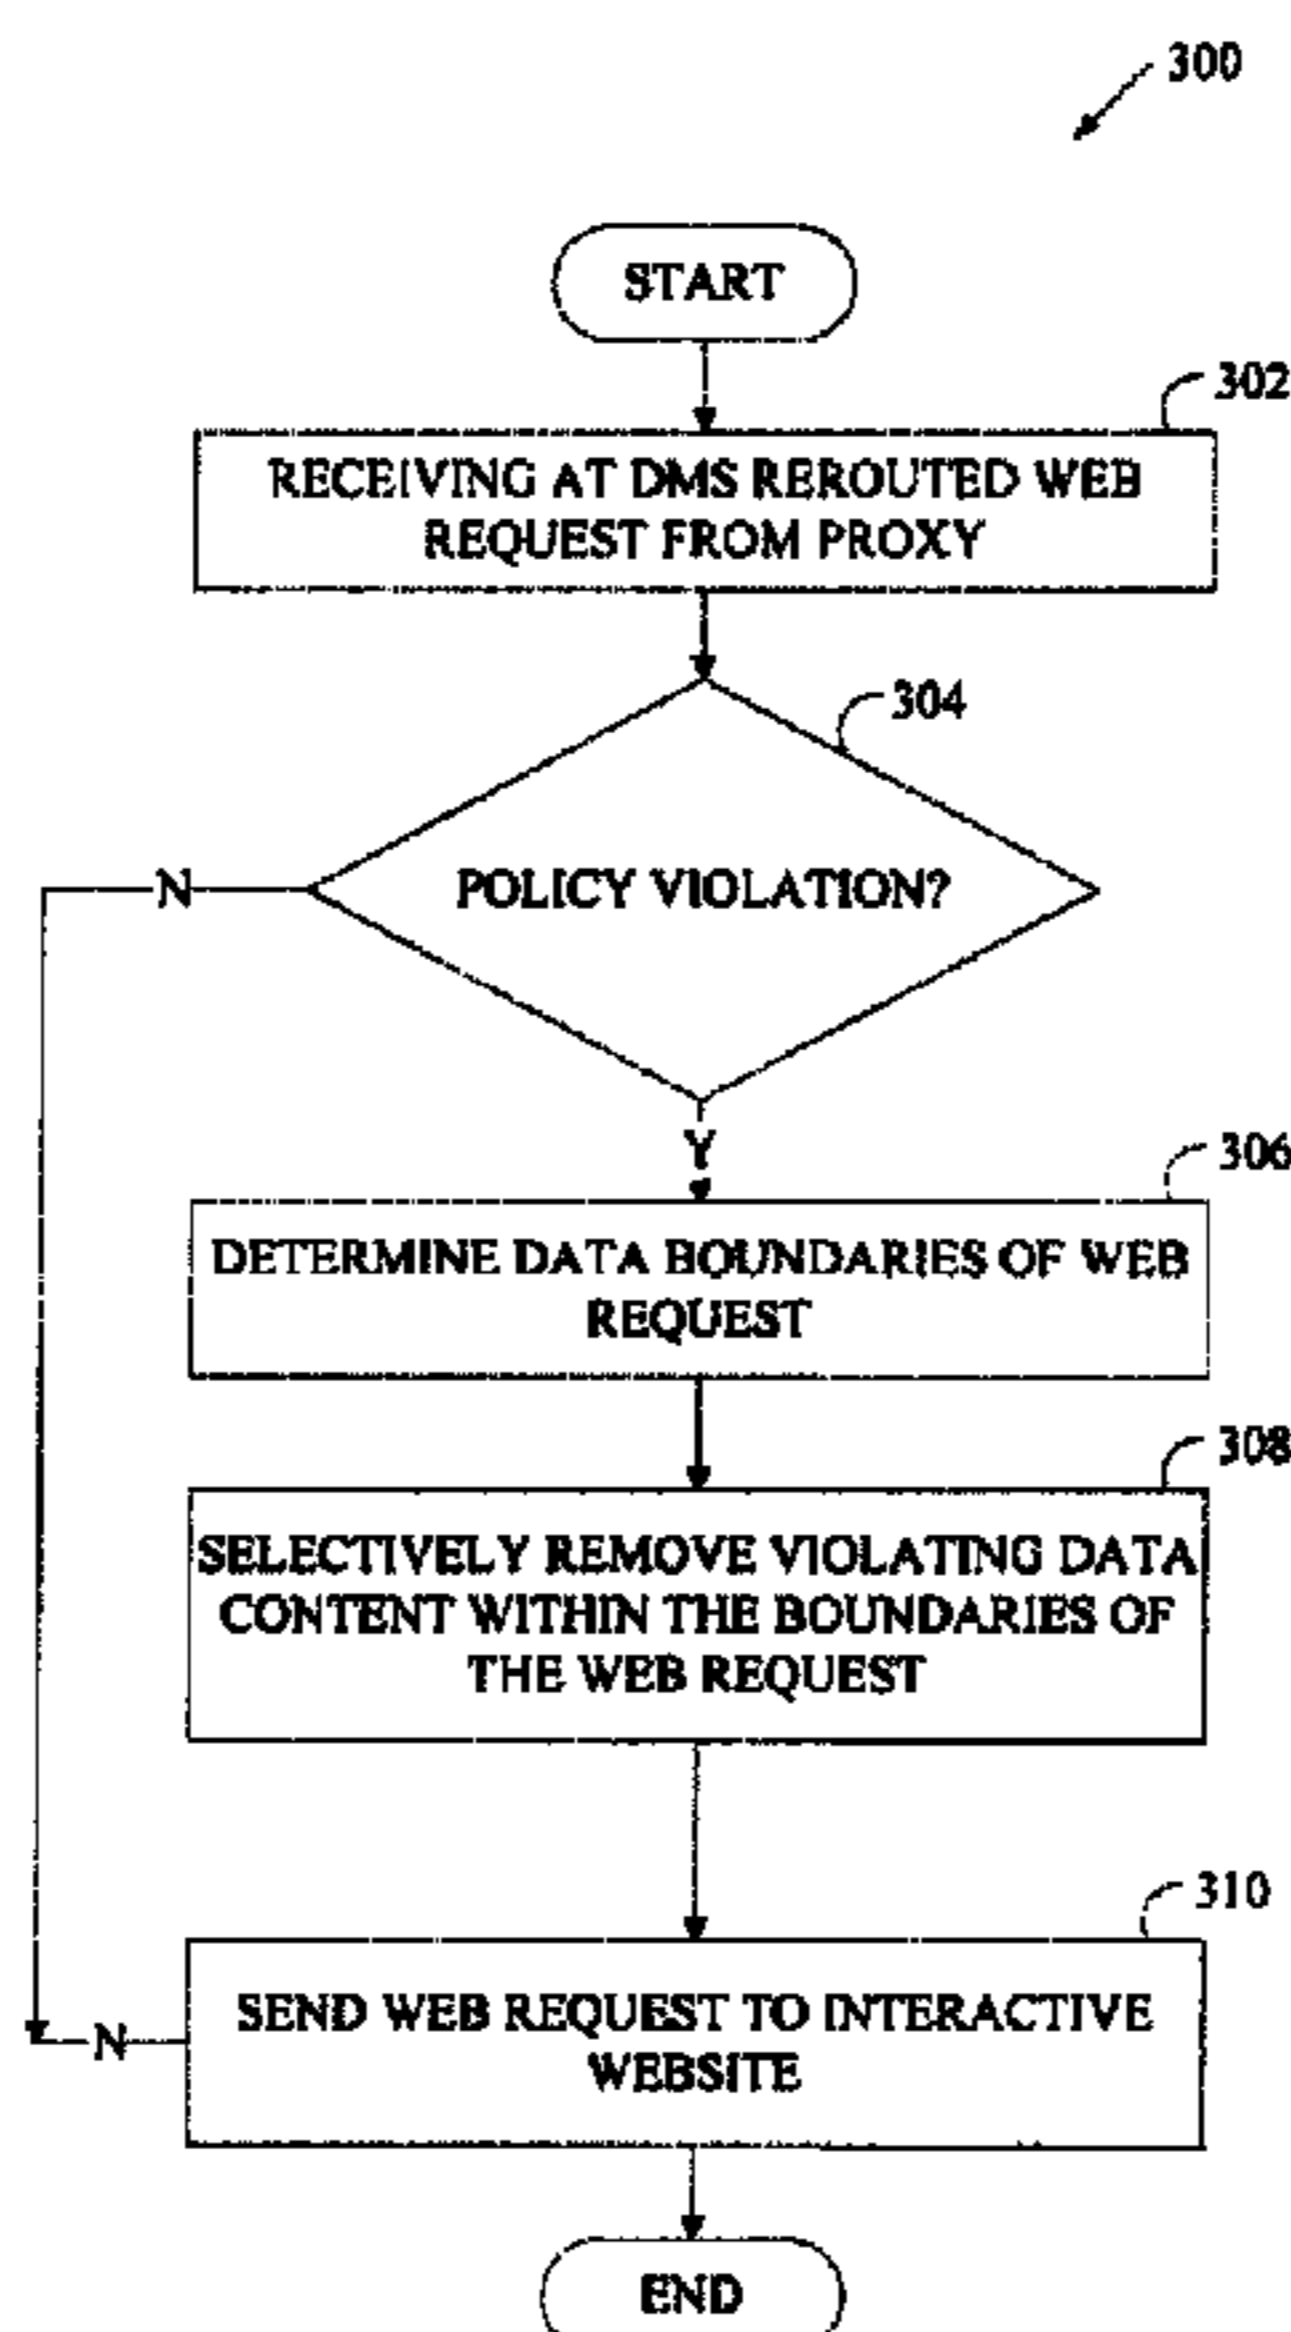 300
START
302
RECEIVING AT DMS REROUTED WEB
REQUEST FROM PROXY
304
N
POLICY VIOLATION?
Y
306
DETERMINE DATA BOUNDARIES OF WEB
REQUEST
308
SELECTIVELY REMOVE VIOLATING DATA
CONTENT WITHIN THE BOUNDARIES OF
THE WEB REQUEST
310
SEND WEB REQUEST TO INTERACTIVE
WEBSITE
N
END